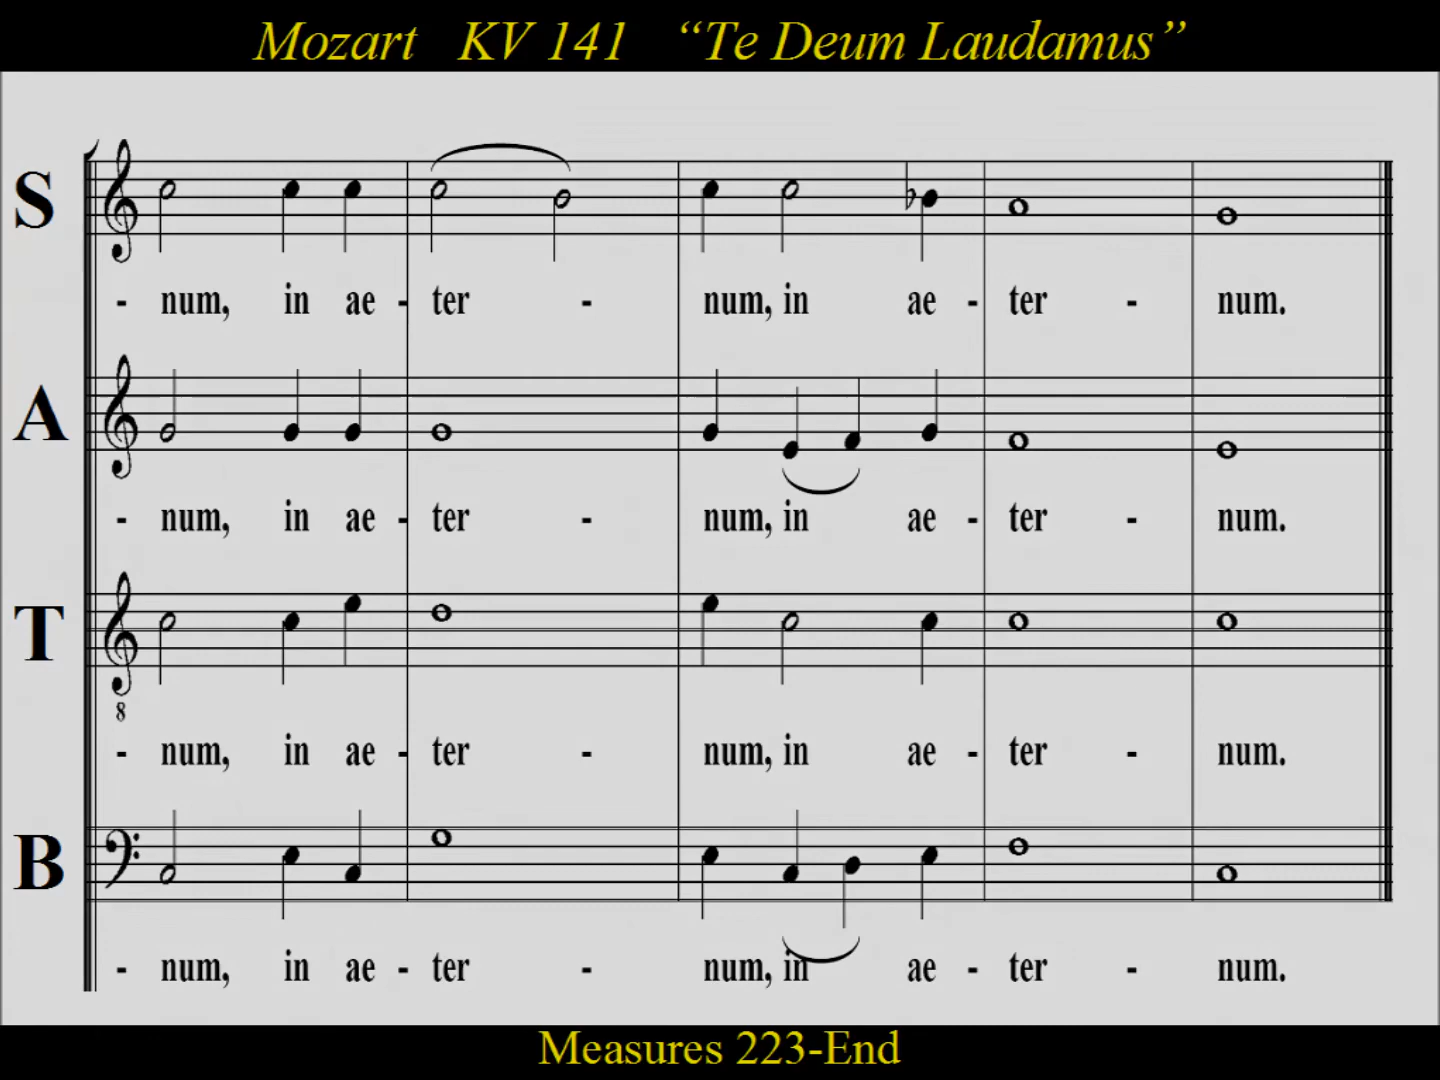 Mozart KV 141 “Te Deum Laudamus”
S
- num, in ae - ter - num, in ae - ter - num.
A
- num, in ae - ter - num, in ae - ter - num.
T
8
- num, in ae - ter - num, in ae - ter - num.
B
- num, in ae - ter - num, in ae - ter - num.
Measures 223-End